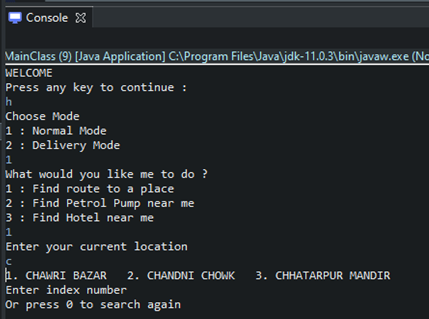 Console
MainClass (9) [Java Application] C:\Program Files\Java\jdk-11.0.3\bin\javaw.exe (No
WELCOME
Press any key to continue :
h
Choose Mode
1 : Normal Mode
2 : Delivery Mode
1
What would you like me to do ?
1 : Find route to a place
2 : Find Petrol Pump near me
3 : Find Hotel near me
1
Enter your current location
c
1. CHAWRI BAZAR   2. CHANDNI CHOWK   3. CHHATARPUR MANDIR
Enter index number
Or press 0 to search again